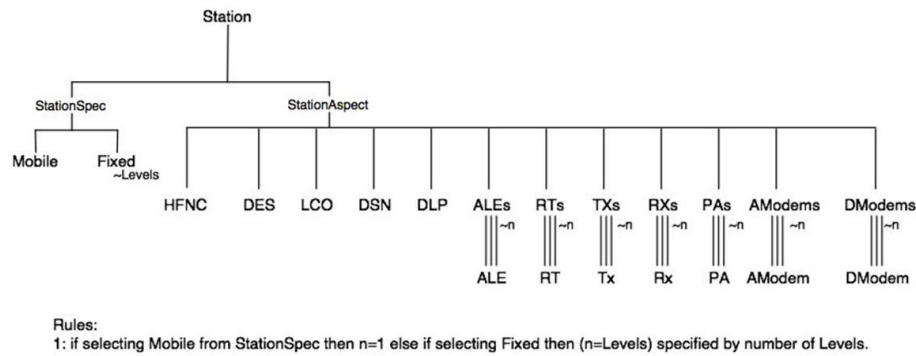 Station
StationSpec StationAspect
Mobile Fixed
~Levels
HFNC DES LCO DSN DLP ALEs RTs TXs RXs PAs AModems DModems
~n ~n ~n ~n ~n ~n ~n
ALE RT Tx Rx PA AModem DModem
Rules:
1: if selecting Mobile from StationSpec then n=1 else if selecting Fixed then (n=Levels) specified by number of Levels.